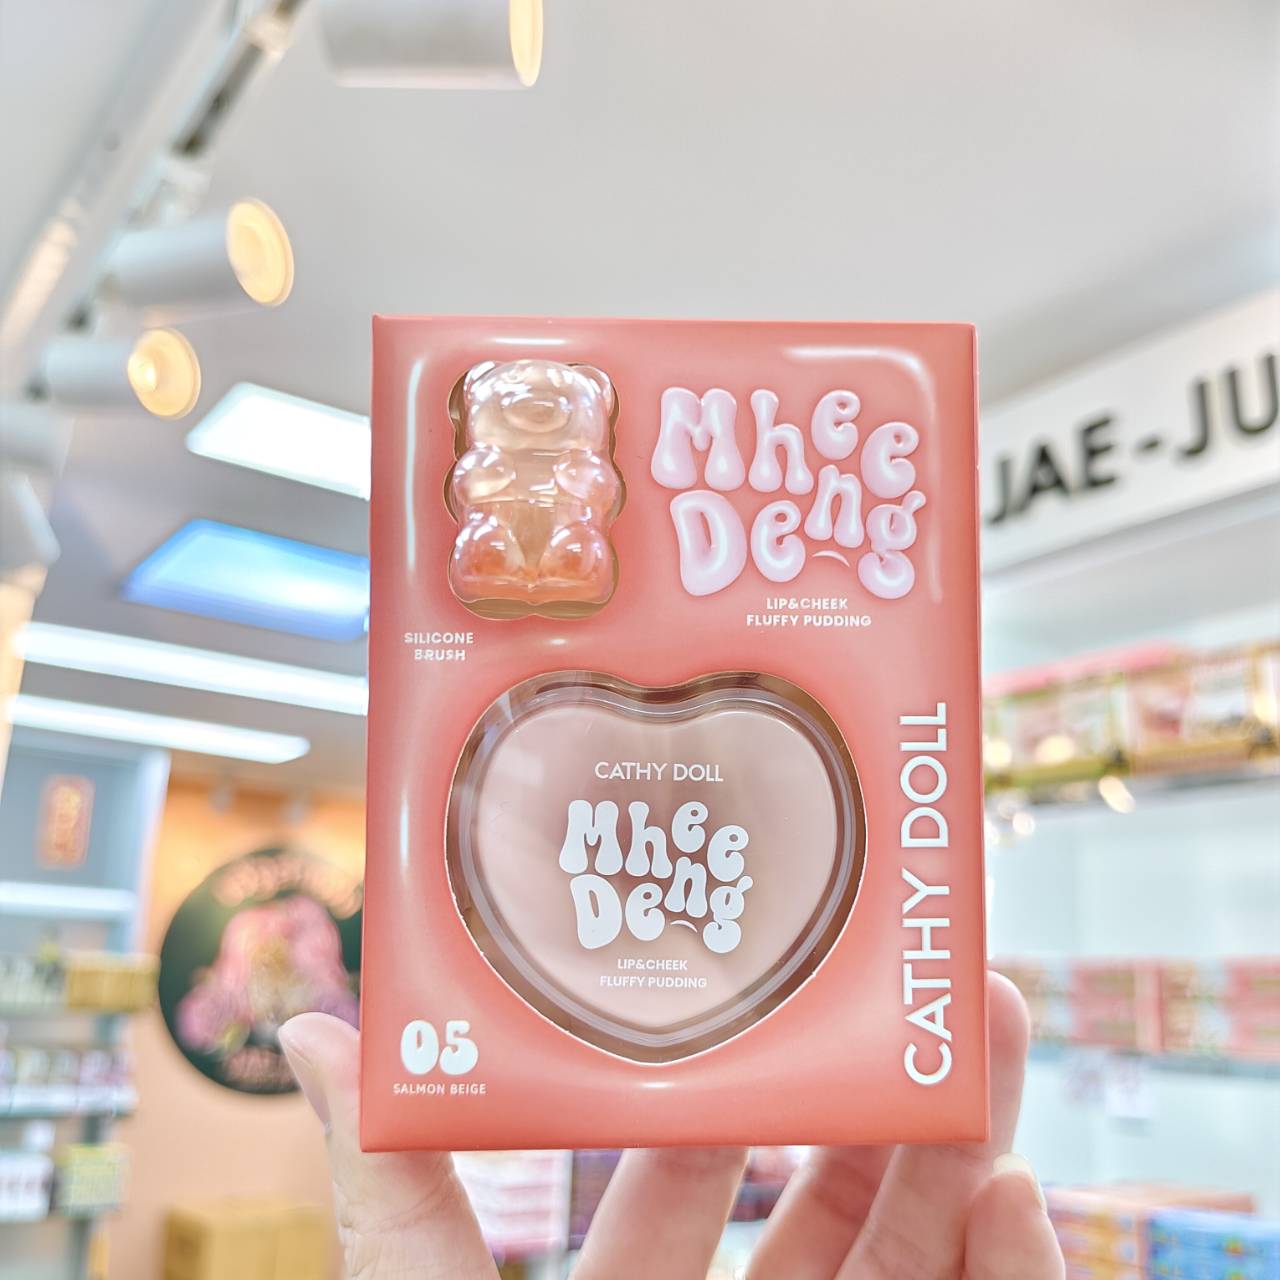 Mhee
Deng
LIP&CHEEK
FLUFFY PUDDING
SILICONE
BRUSH
CATHY DOLL
Mhee
Deng
LIP&CHEEK
FLUFFY PUDDING
CATHY DOLL
05
SALMON BEIGE
JAE-JU